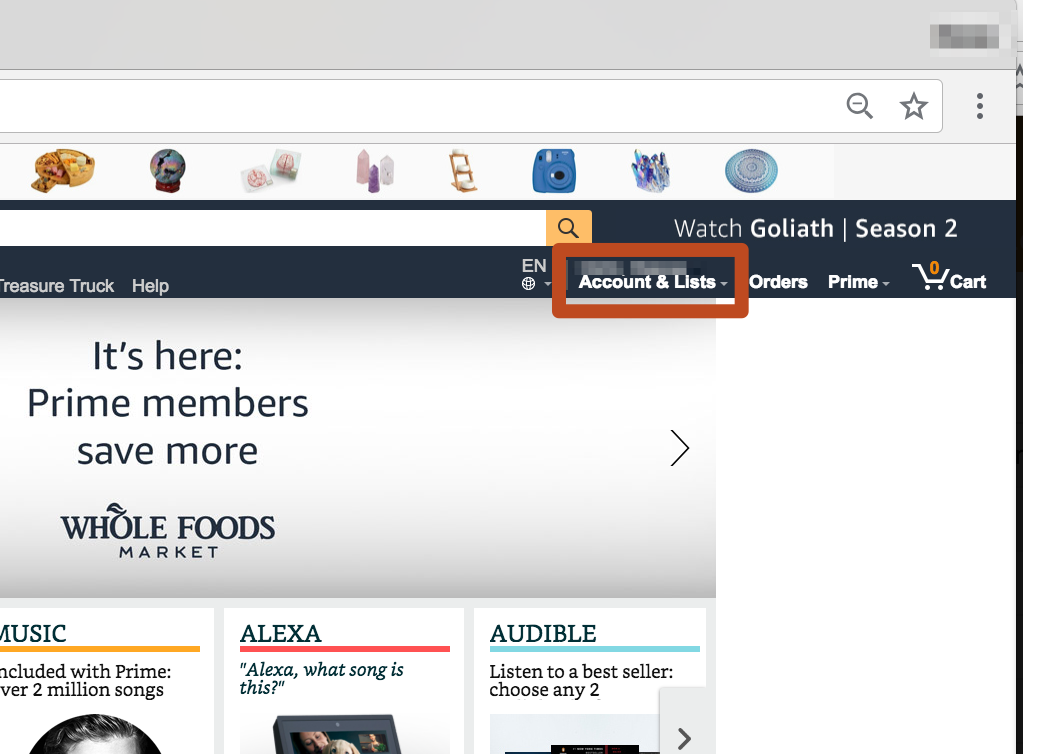 Watch Goliath | Season 2
Treasure Truck Help EN Account & Lists Orders Prime 0 Cart
It's here:
Prime members
save more
WHOLE FOODS
MARKET
MUSIC
included with Prime:
over 2 million songs
ALEXA
"Alexa, what song is
this?"
AUDIBLE
Listen to a best seller:
choose any 2